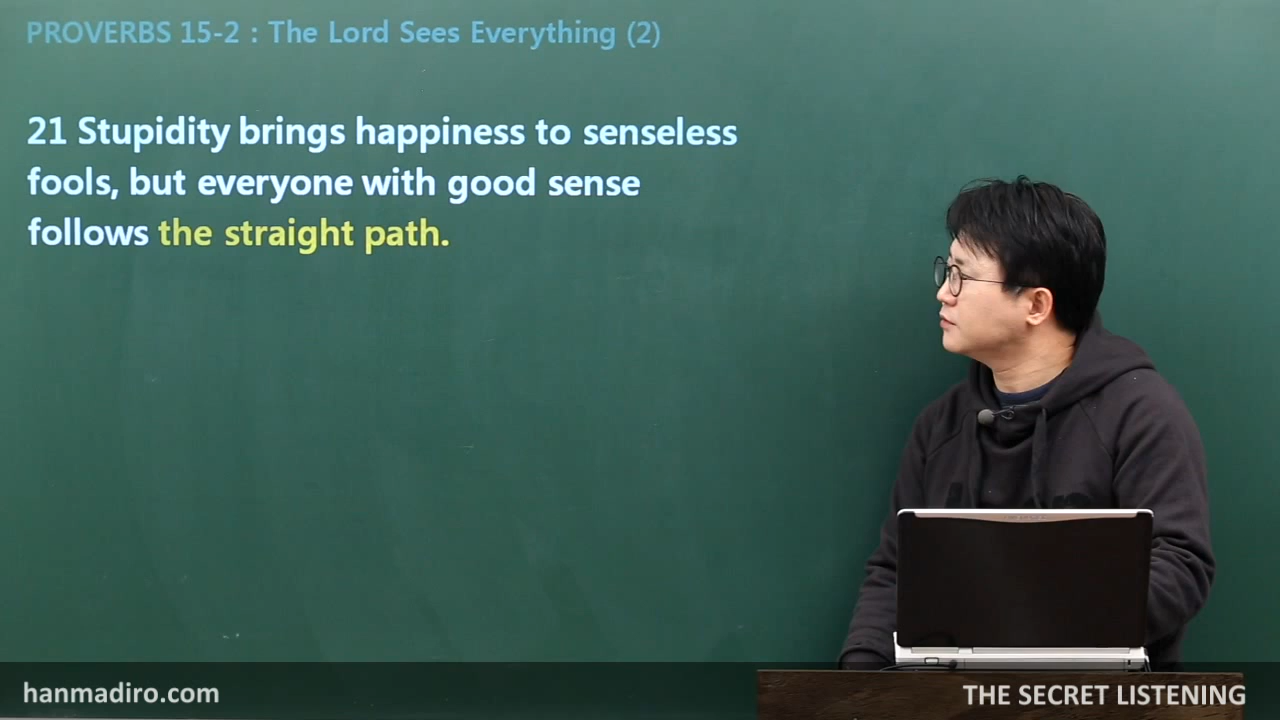 PROVERBS 15-2 : The Lord Sees Everything (2)
21 Stupidity brings happiness to senseless
fools, but everyone with good sense
follows the straight path.
hanmadiro.com
THE SECRET LISTENING